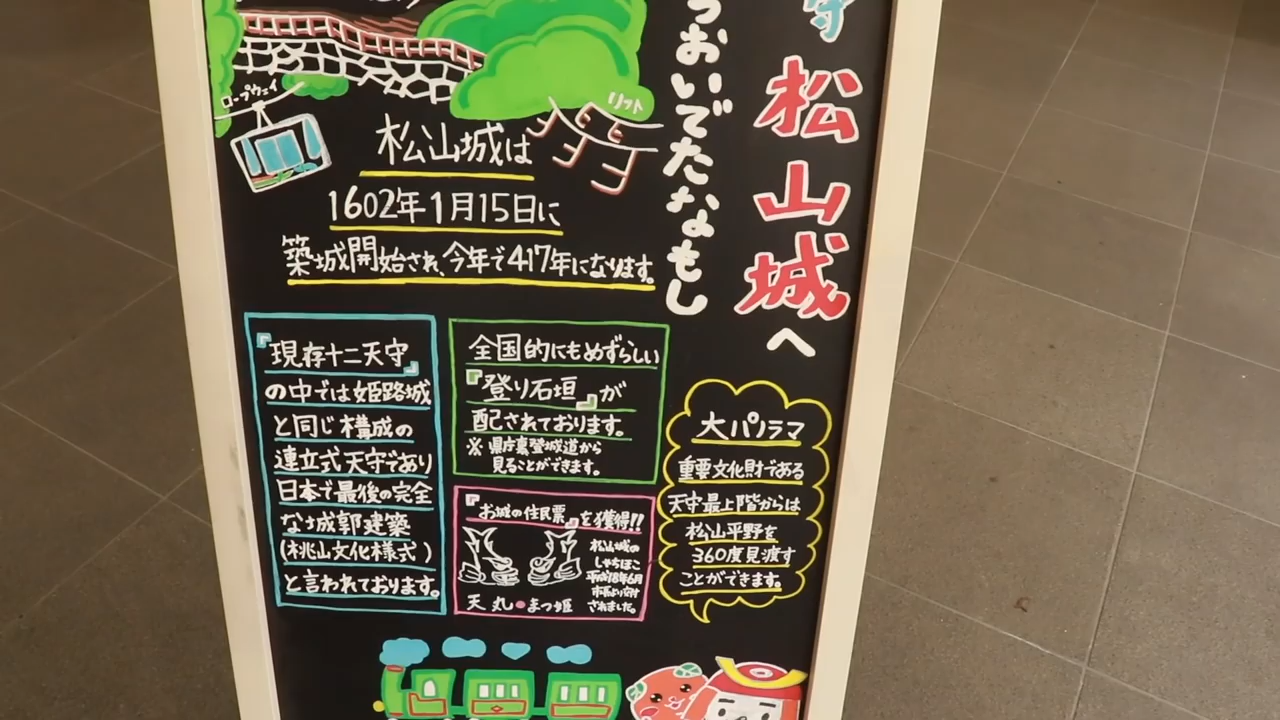 守 松山城へ
おいでたなもし
ロープウェイ
リフト
松山城は
1602年1月15日に
築城開始され、今年で417年になります。
『現存十二天守』
の中では姫路城
と同じ構成の
連立式天守であり
日本で最後の完全
な城郭建築
(桃山文化様式)
と言われております。
全国的にもめずらしい
『登り石垣』が
配されております。
※県庁裏登城道から
見ることができます。
『お城の住民票』を獲得!!
松山城の
しゃちほこ
平成18年6月
市長より交付
されました。
天丸●まつ姫
大パノラマ
重要文化財である
天守最上階からは
松山平野を
360度見渡す
ことができます。